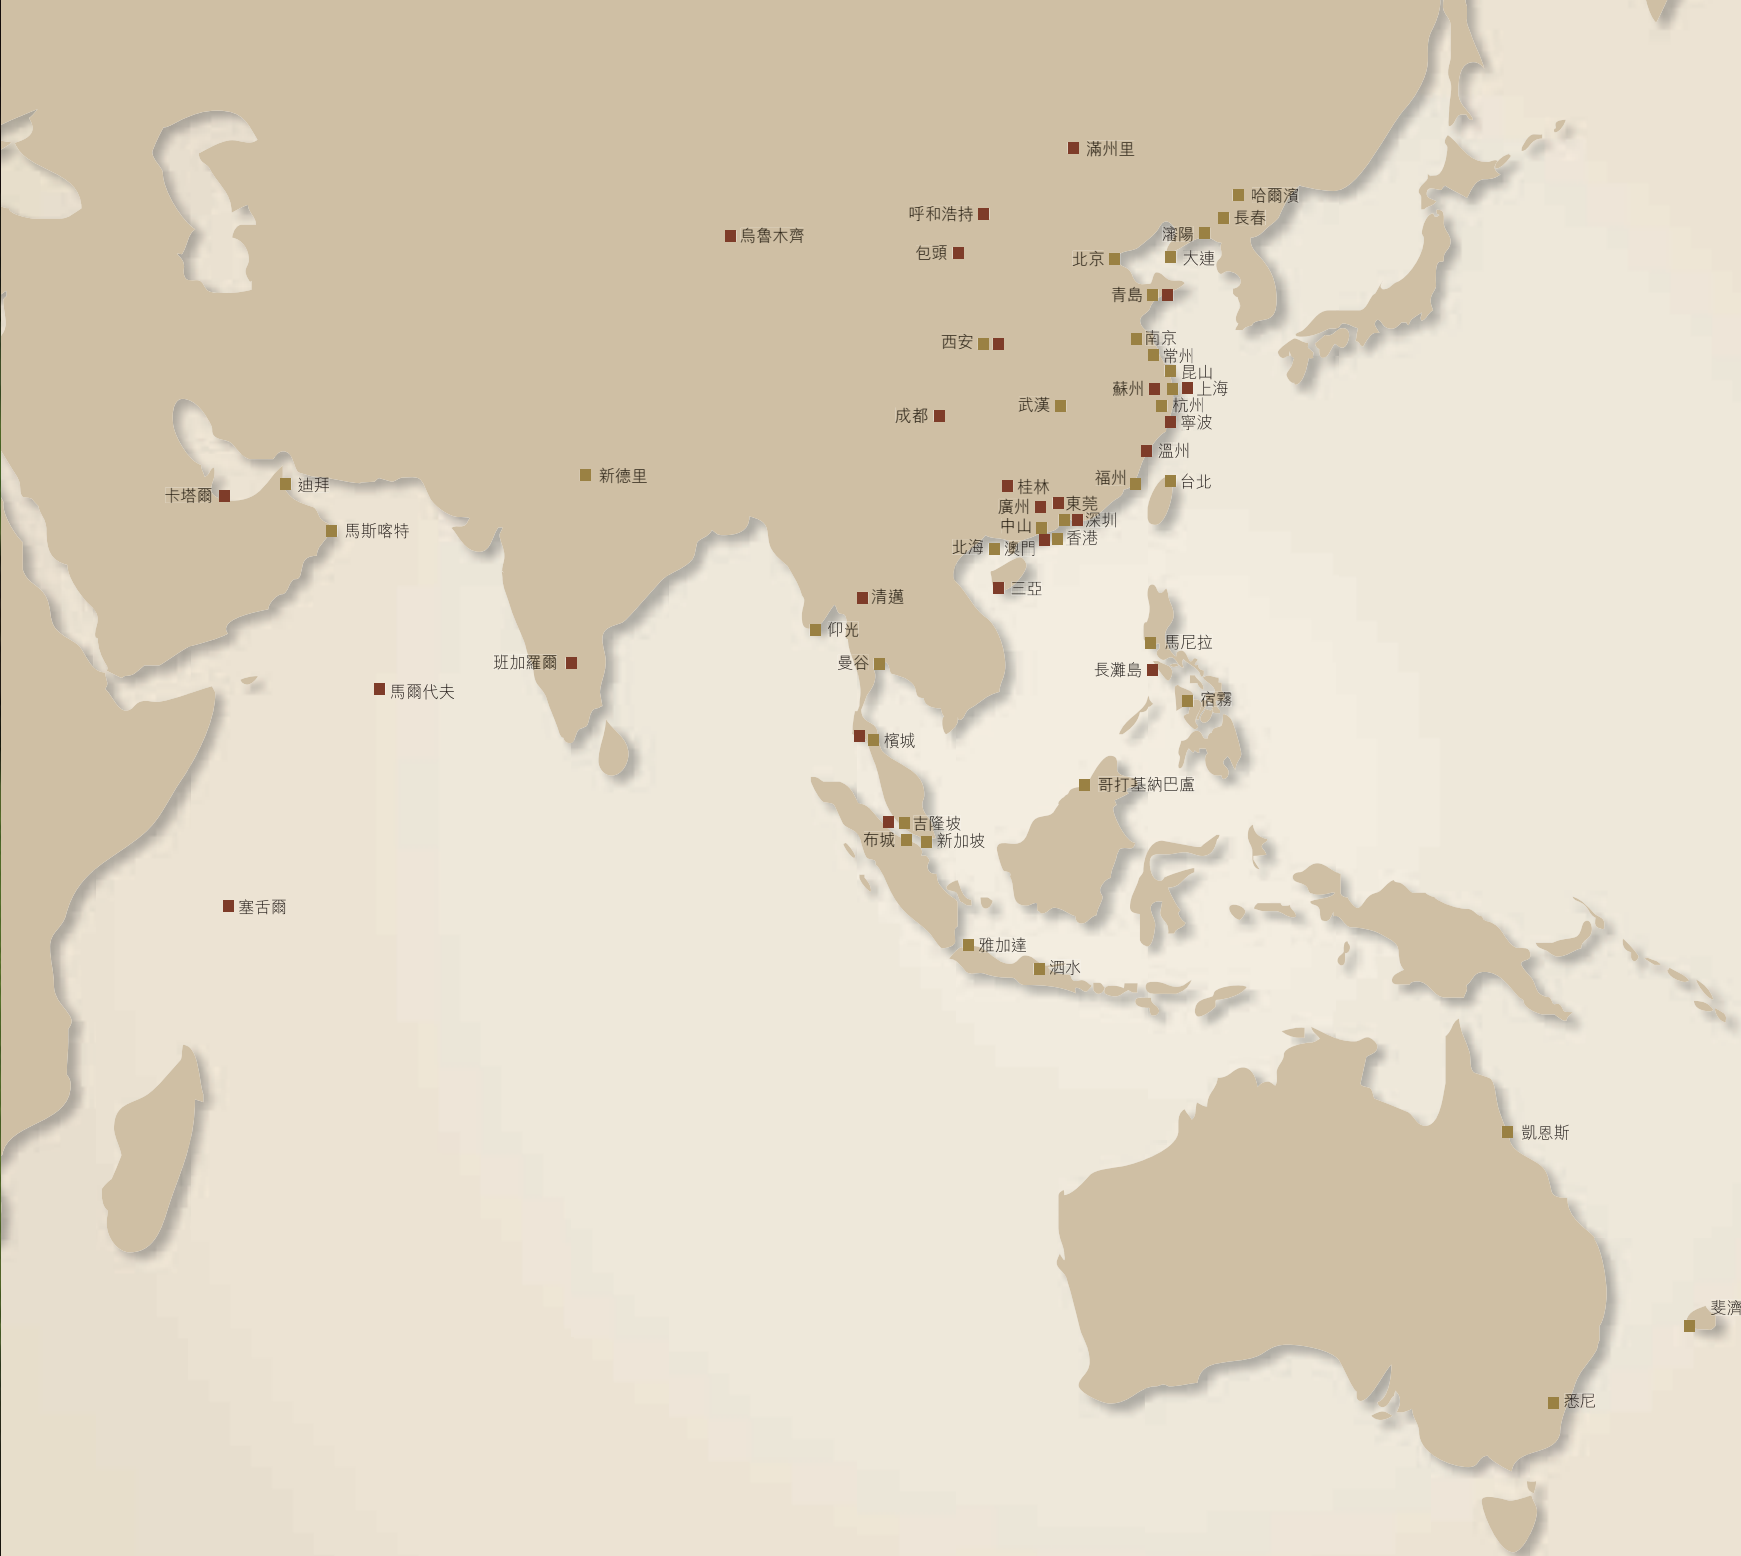 滿州里
哈爾濱
呼和浩持
長春
瀋陽
烏魯木齊
包頭
北京
大連
青島
南京
西安
常州
昆山
蘇州
上海
武漢
杭州
成都
寧波
溫州
新德里
福州
台北
迪拜
卡塔爾
桂林
東莞
廣州
深圳
中山
馬斯喀特
香港
北海
澳門
三亞
清邁
仰光
馬尼拉
班加羅爾
曼谷
長灘島
馬爾代夫
宿霧
檳城
哥打基納巴盧
吉隆坡
布城
新加坡
塞舌爾
雅加達
泗水
凱恩斯
斐濟
悉尼